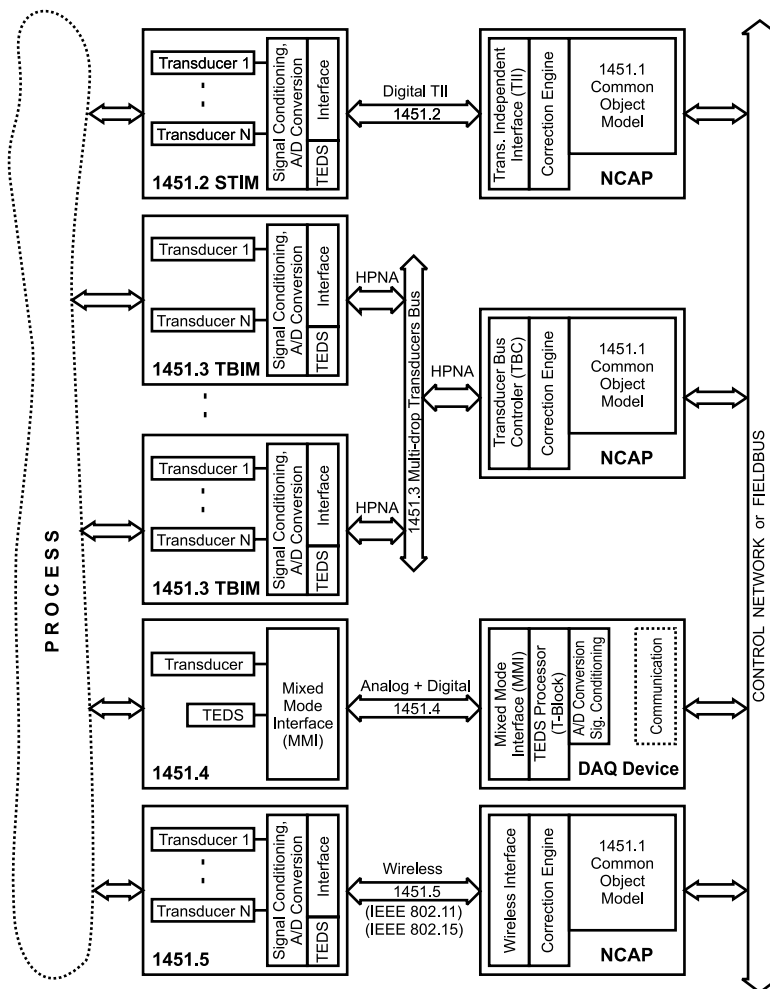 PROCESS
Transducer 1
Transducer N
Signal Conditioning,
A/D Conversion
Interface
TEDS
1451.2 STIM
Digital TII
1451.2
Trans. Independent
Interface (TII)
Correction Engine
1451.1
Common
Object
Model
NCAP
Transducer 1
Transducer N
Signal Conditioning,
A/D Conversion
Interface
TEDS
1451.3 TBIM
HPNA
1451.3 Multi-drop Transducers Bus
HPNA
Transducer Bus
Controler (TBC)
Correction Engine
1451.1
Common
Object
Model
NCAP
Transducer 1
Transducer N
Signal Conditioning,
A/D Conversion
Interface
TEDS
1451.3 TBIM
HPNA
Transducer
TEDS
Mixed
Mode
Interface
(MMI)
1451.4
Analog + Digital
1451.4
Mixed Mode
Interface (MMI)
TEDS Processor
(T-Block)
A/D Conversion
Sig. Conditioning
Communication
DAQ Device
Transducer 1
Transducer N
Signal Conditioning,
A/D Conversion
Interface
TEDS
1451.5
Wireless
1451.5
(IEEE 802.11)
(IEEE 802.15)
Wireless Interface
Correction Engine
1451.1
Common
Object
Model
NCAP
CONTROL NETWORK or FIELDBUS